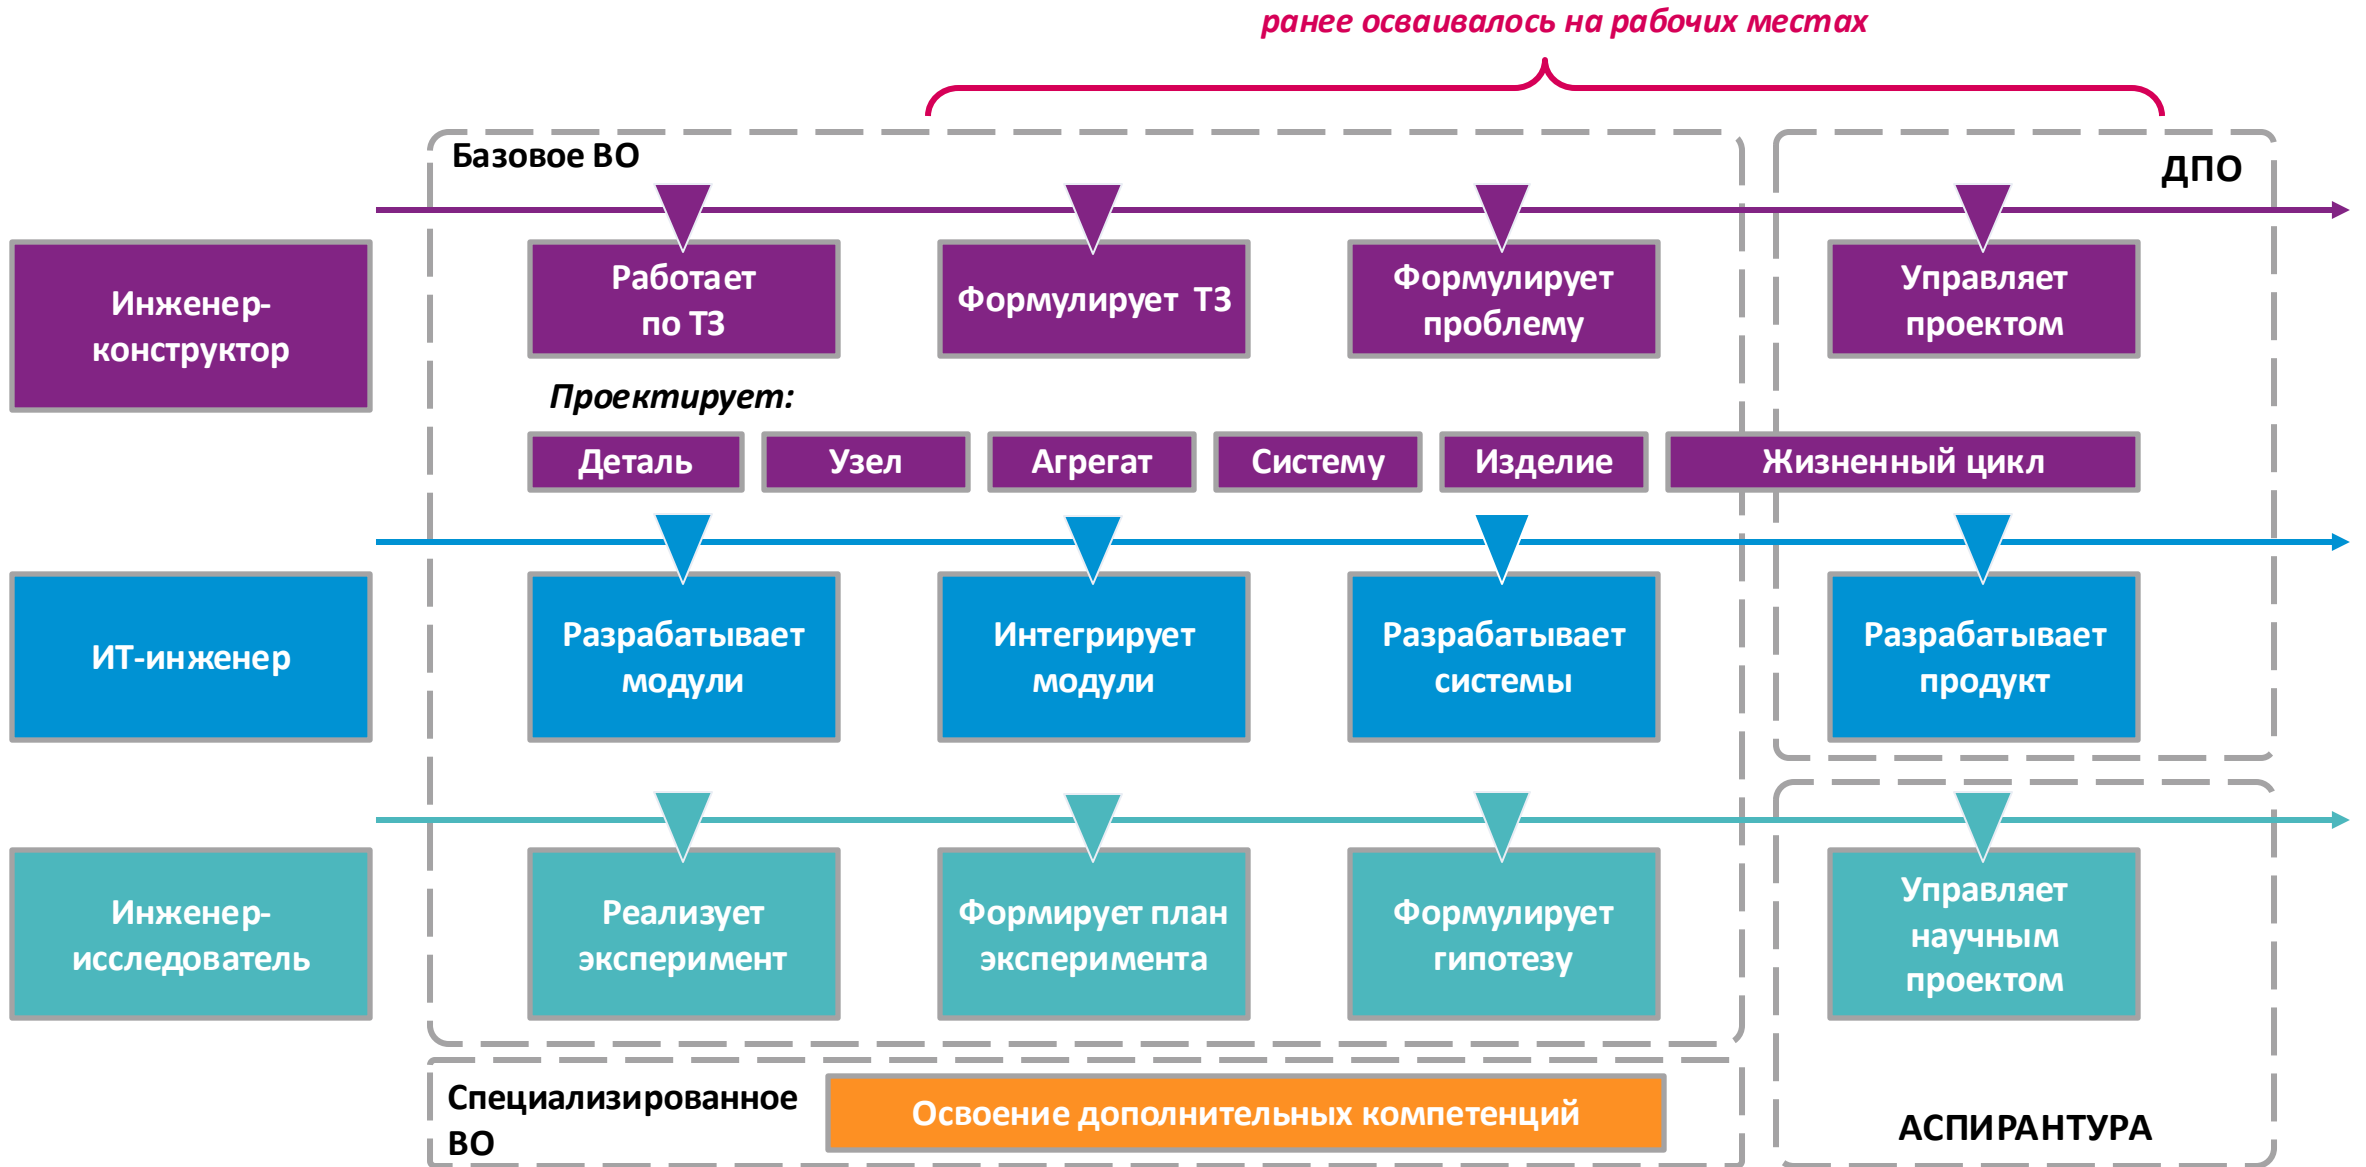 ранее осваивалось на рабочих местах
Базовое ВО
ДПО
Инженер-
конструктор
Работает
по ТЗ
Формулирует ТЗ
Формулирует
проблему
Управляет
проектом
Проектирует:
Деталь
Узел
Агрегат
Систему
Изделие
Жизненный цикл
ИТ-инженер
Разрабатывает
модули
Интегрирует
модули
Разрабатывает
системы
Разрабатывает
продукт
Инженер-
исследователь
Реализует
эксперимент
Формирует план
эксперимента
Формулирует
гипотезу
Управляет
научным
проектом
Специализированное
ВО
Освоение дополнительных компетенций
АСПИРАНТУРА